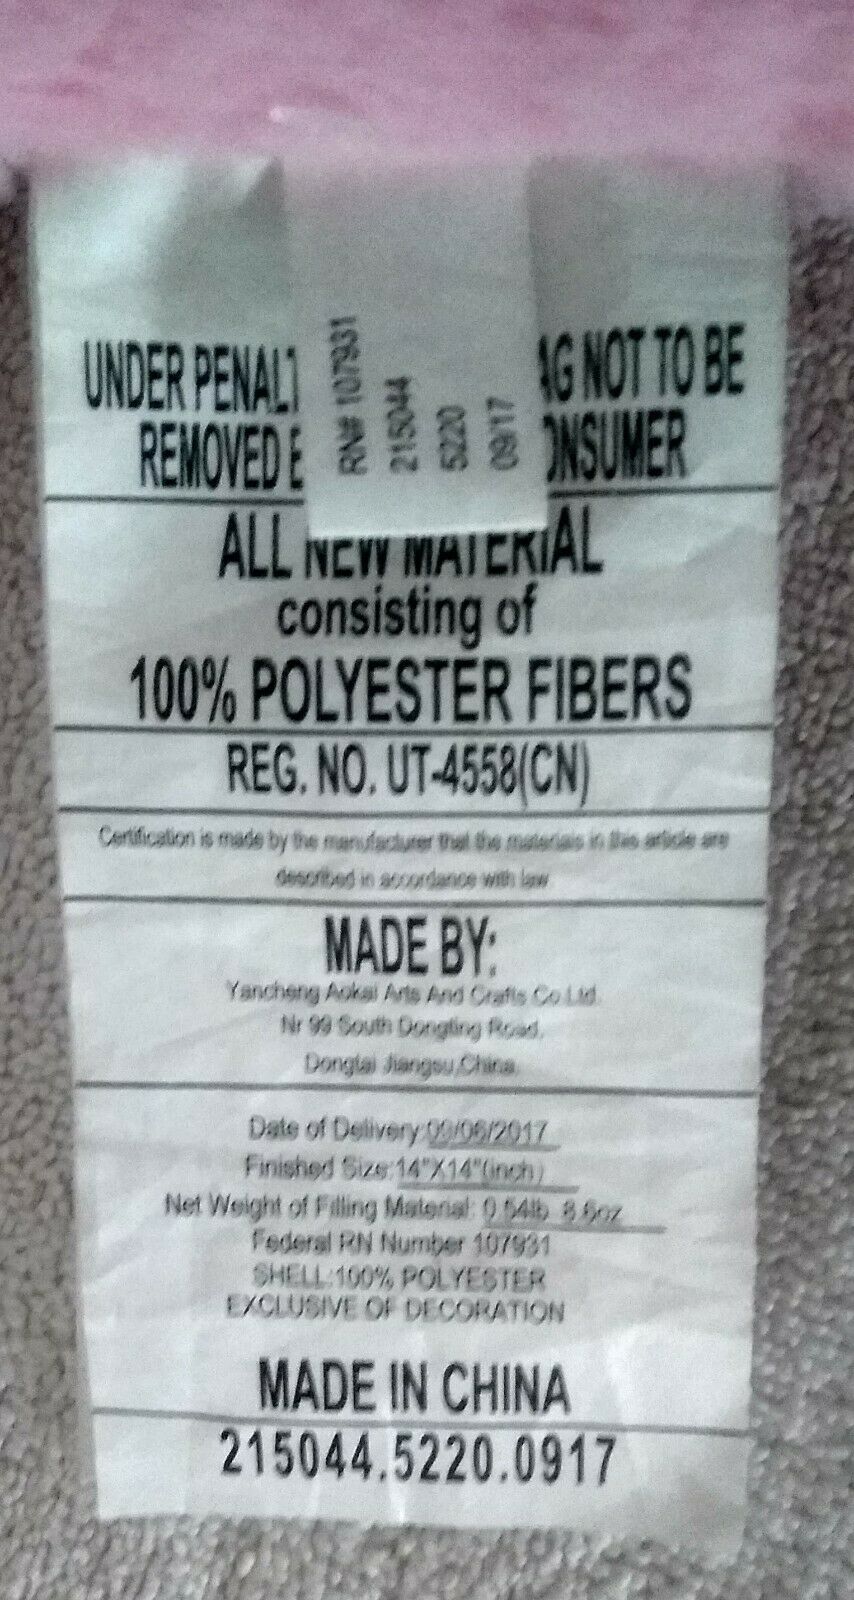 UNDER PENALT AG NOT TO BE
REMOVED B ONSUMER
RN# 107931
215044
5220
09/17
ALL NEW MATERIAL
consisting of
100% POLYESTER FIBERS
REG. NO. UT-4558(CN)
Certification is made by the manufacturer that the materials in this article are
described in accordance with law
MADE BY:
Yancheng Aokai Arts And Crafts Co Ltd.
Nr 99 South Dongting Road,
Dongtai Jiangsu,China
Date of Delivery:09/06/2017
Finished Size:14"X14"(inch)
Net Weight of Filling Material: 0.54lb 8.6oz
Federal RN Number 107931
SHELL:100% POLYESTER
EXCLUSIVE OF DECORATION
MADE IN CHINA
215044.5220.0917